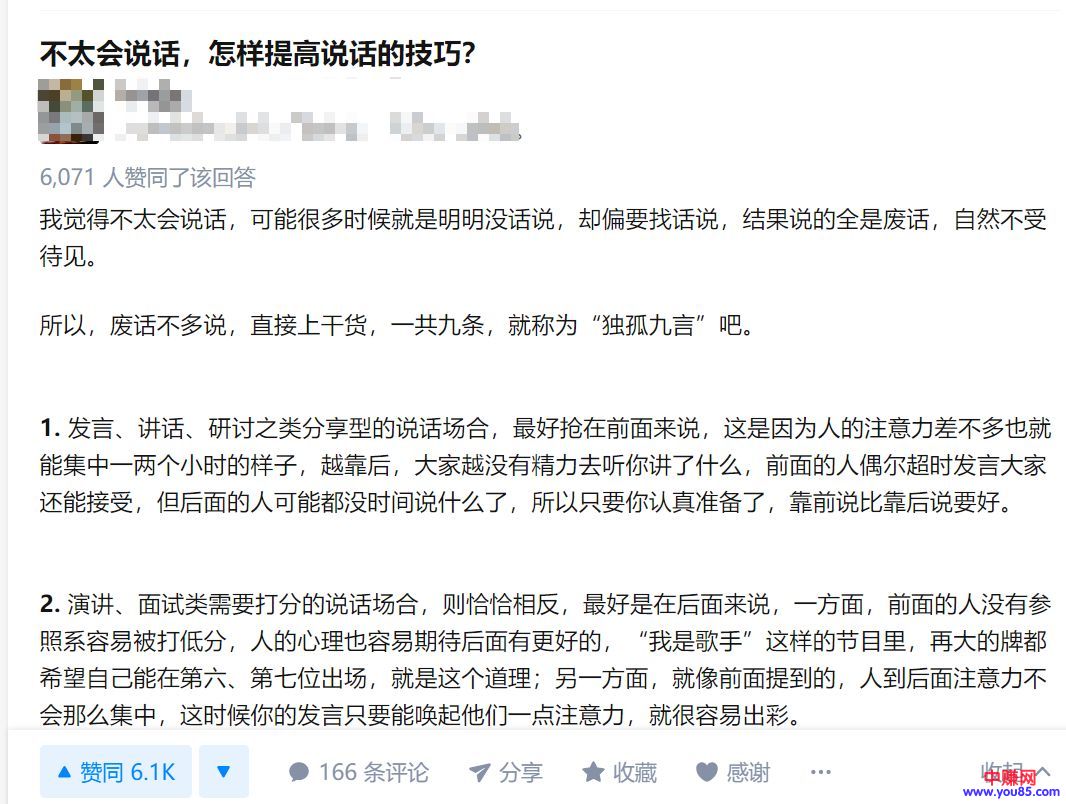 不太会说话，怎样提高说话的技巧？
6,071 人赞同了该回答
我觉得不太会说话，可能很多时候就是明明没话说，却偏要找话说，结果说的全是废话，自然不受
待见。
所以，废话不多说，直接上干货，一共九条，就称为“独孤九言”吧。
1. 发言、讲话、研讨之类分享型的说话场合，最好抢在前面来说，这是因为人的注意力差不多也就
能集中一两个小时的样子，越靠后，大家越没有精力去听你讲了什么，前面的人偶尔超时发言大家
还能接受，但后面的人可能都没时间说什么了，所以只要你认真准备了，靠前说比靠后说要好。
2. 演讲、面试类需要打分的说话场合，则恰恰相反，最好是在后面来说，一方面，前面的人没有参
照系容易被打低分，人的心理也容易期待后面有更好的，“我是歌手”这样的节目里，再大的牌都
希望自己能在第六、第七位出场，就是这个道理；另一方面，就像前面提到的，人到后面注意力不
会那么集中，这时候你的发言只要能唤起他们一点注意力，就很容易出彩。
赞同 6.1K 166 条评论 分享 收藏 感谢 ··· 收起
中赚网
www.you85.com